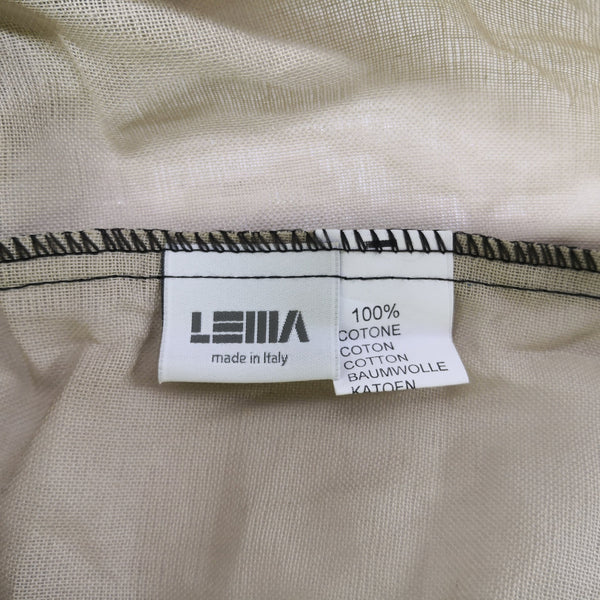 LEMA
made in Italy
100%
COTONE
COTON
COTTON
BAUMWOLLE
KATOEN